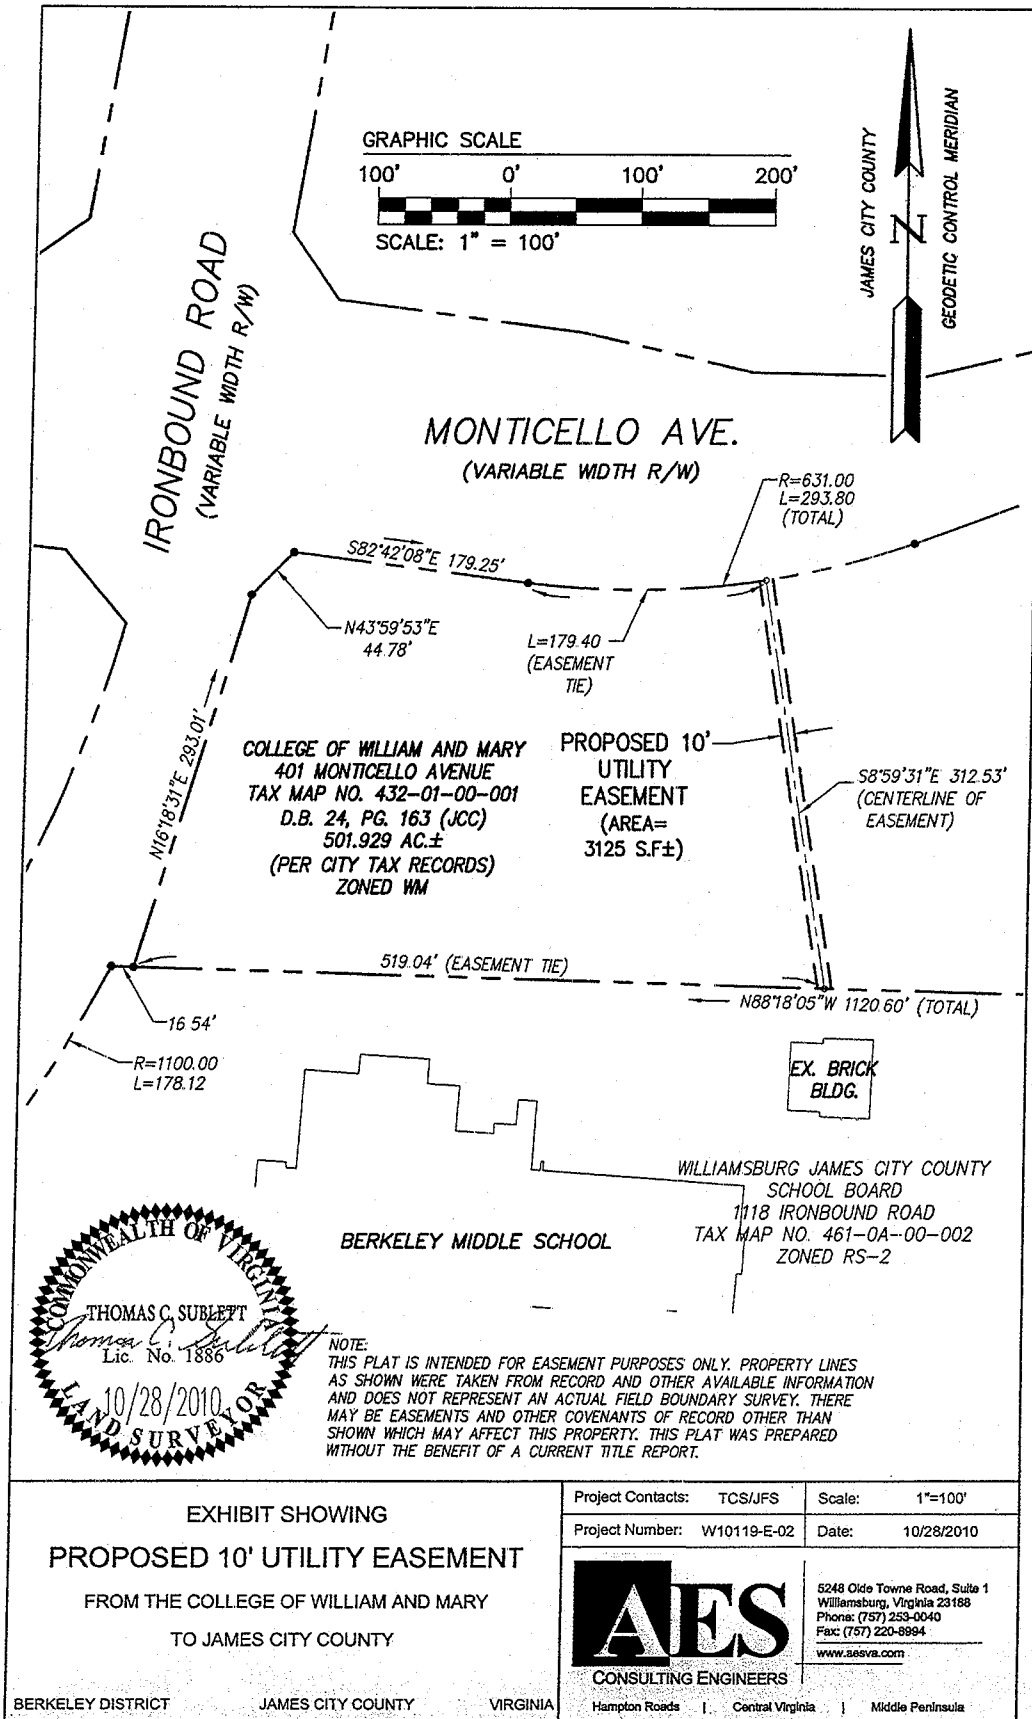 GRAPHIC SCALE
100' 0' 100' 200'
SCALE: 1" = 100'
JAMES CITY COUNTY
N
GEODETIC CONTROL MERIDIAN
IRONBOUND ROAD
(VARIABLE WIDTH R/W)
MONTICELLO AVE.
(VARIABLE WIDTH R/W)
R=631.00
L=293.80
(TOTAL)
S82°42'08"E 179.25'
N43°59'53"E
44.78'
L=179.40
(EASEMENT
TIE)
N16°18'31"E 293.01'
COLLEGE OF WILLIAM AND MARY
401 MONTICELLO AVENUE
TAX MAP NO. 432-01-00-001
D.B. 24, PG. 163 (JCC)
501.929 AC.±
(PER CITY TAX RECORDS)
ZONED WM
PROPOSED 10'
UTILITY
EASEMENT
(AREA=
3125 S.F±)
S8°59'31"E 312.53'
(CENTERLINE OF
EASEMENT)
519.04' (EASEMENT TIE)
N88°18'05"W 1120.60' (TOTAL)
16.54'
R=1100.00
L=178.12
EX. BRICK
BLDG.
WILLIAMSBURG JAMES CITY COUNTY
SCHOOL BOARD
1118 IRONBOUND ROAD
TAX MAP NO. 461-0A-00-002
ZONED RS-2
BERKELEY MIDDLE SCHOOL
COMMONWEALTH OF VIRGINIA
THOMAS C. SUBLETT
Thomas C. Sublett
Lic. No. 1886
10/28/2010
LAND SURVEYOR
NOTE:
THIS PLAT IS INTENDED FOR EASEMENT PURPOSES ONLY. PROPERTY LINES
AS SHOWN WERE TAKEN FROM RECORD AND OTHER AVAILABLE INFORMATION
AND DOES NOT REPRESENT AN ACTUAL FIELD BOUNDARY SURVEY. THERE
MAY BE EASEMENTS AND OTHER COVENANTS OF RECORD OTHER THAN
SHOWN WHICH MAY AFFECT THIS PROPERTY. THIS PLAT WAS PREPARED
WITHOUT THE BENEFIT OF A CURRENT TITLE REPORT.
EXHIBIT SHOWING
PROPOSED 10' UTILITY EASEMENT
FROM THE COLLEGE OF WILLIAM AND MARY
TO JAMES CITY COUNTY
BERKELEY DISTRICT JAMES CITY COUNTY VIRGINIA
Project Contacts: TCS/JFS Scale: 1"=100'
Project Number: W10119-E-02 Date: 10/28/2010
AES
CONSULTING ENGINEERS
5248 Olde Towne Road, Suite 1
Williamsburg, Virginia 23188
Phone: (757) 253-0040
Fax: (757) 220-8994
www.aesva.com
Hampton Roads | Central Virginia | Middle Peninsula